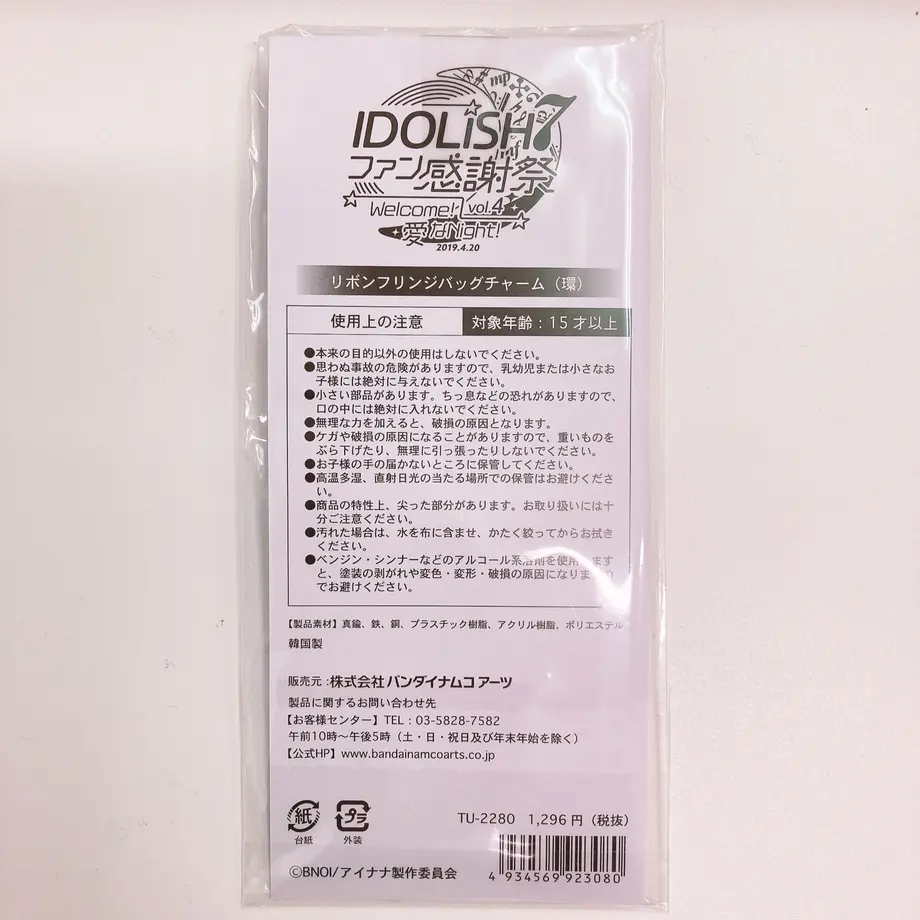 IDOLiSH7
ファン感謝祭
Welcome! vol.4
愛なNight!
2019.4.20
リボンフリンジバッグチャーム（環）
使用上の注意 対象年齢：15才以上
●本来の目的以外の使用はしないでください。
●思わぬ事故の危険がありますので、乳幼児または小さなお
子様には絶対に与えないでください。
●小さい部品があります。ちっ息などの恐れがありますので、
口の中には絶対に入れないでください。
●無理な力を加えると、破損の原因となります。
●ケガや破損の原因になることがありますので、重いものを
ぶら下げたり、無理に引っ張ったりしないでください。
●お子様の手の届かないところに保管してください。
●高温多湿、直射日光の当たる場所での保管はお避けくださ
い。
●商品の特性上、尖った部分があります。お取り扱いには十
分ご注意ください。
●汚れた場合は、水を布に含ませ、かたく絞ってからお拭き
ください。
●ベンジン・シンナーなどのアルコール系溶剤を使用しますと
、塗装の剥がれや変色・変形・破損の原因になりますの
でお避けください。
【製品素材】真鍮、鉄、銅、プラスチック樹脂、アクリル樹脂、ポリエステル
韓国製
販売元：株式会社バンダイナムコアーツ
製品に関するお問い合わせ先
【お客様センター】TEL：03-5828-7582
午前10時～午後5時（土・日・祝日及び年末年始を除く）
【公式HP】www.bandainamcoarts.co.jp
紙 プラ
台紙 外装
TU-2280 1,296円（税抜）
©BNOI/アイナナ製作委員会
4 934569 923080